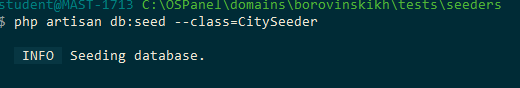 student@MAST-1713 C:\OSPanel\domains\borovinskikh\tests\seeders
$ php artisan db:seed --class=CitySeeder
INFO Seeding database.